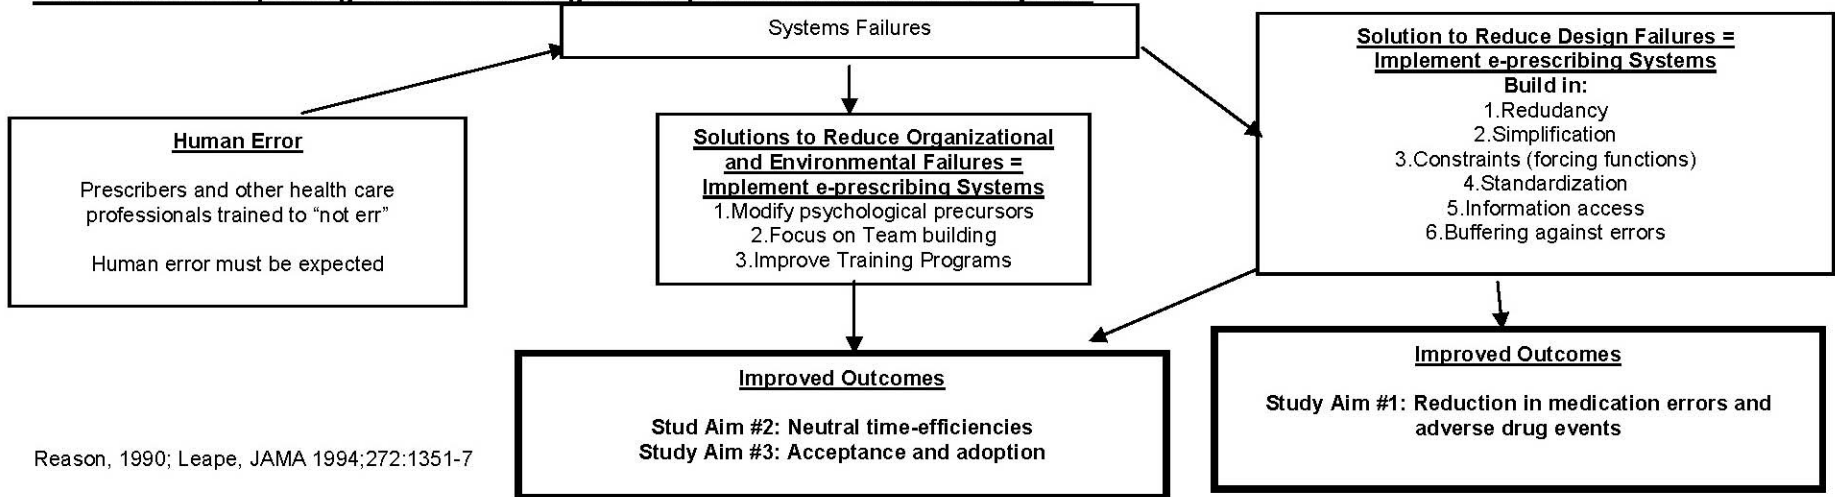 Systems Failures
Human Error
Prescribers and other health care
professionals trained to “not err”
Human error must be expected
Solutions to Reduce Organizational
and Environmental Failures =
Implement e-prescribing Systems
1.Modify psychological precursors
2.Focus on Team building
3.Improve Training Programs
Solution to Reduce Design Failures =
Implement e-prescribing Systems
Build in:
1.Redudancy
2.Simplification
3.Constraints (forcing functions)
4.Standardization
5.Information access
6.Buffering against errors
Improved Outcomes
Stud Aim #2: Neutral time-efficiencies
Study Aim #3: Acceptance and adoption
Improved Outcomes
Study Aim #1: Reduction in medication errors and
adverse drug events
Reason, 1990; Leape, JAMA 1994;272:1351-7